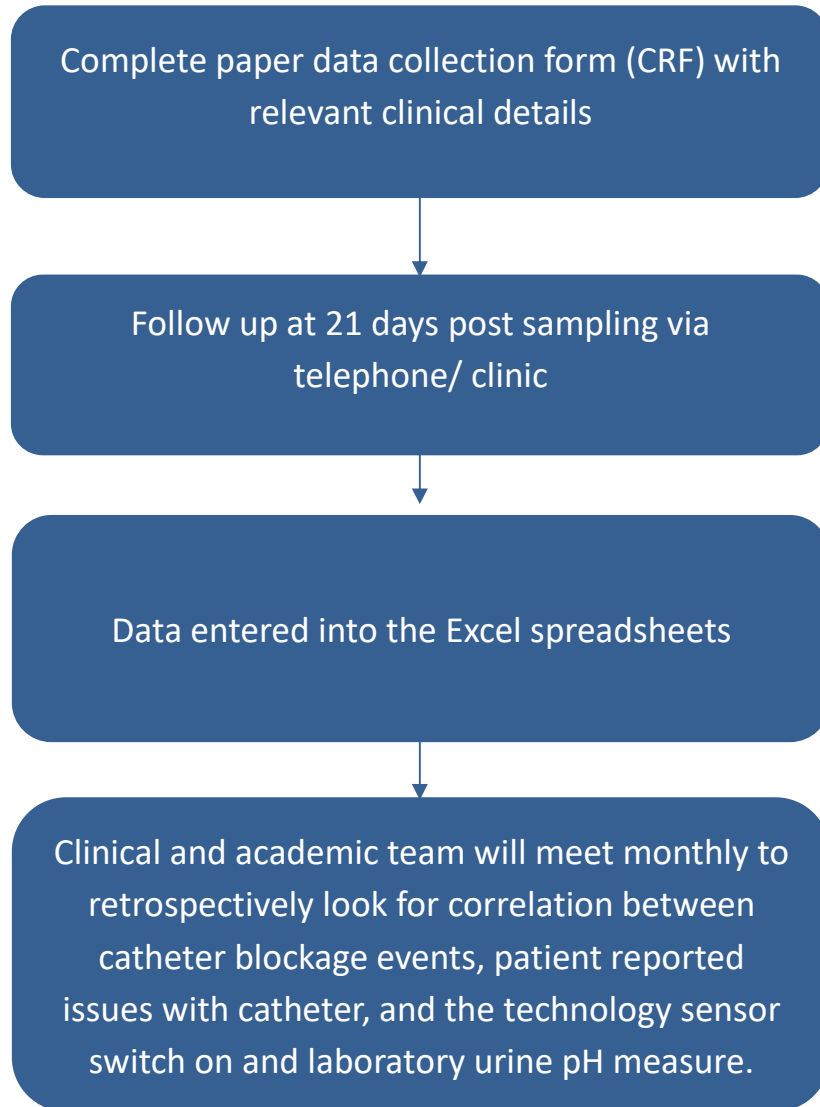 Complete paper data collection form (CRF) with
relevant clinical details
Follow up at 21 days post sampling via
telephone/ clinic
Data entered into the Excel spreadsheets
Clinical and academic team will meet monthly to
retrospectively look for correlation between
catheter blockage events, patient reported
issues with catheter, and the technology sensor
switch on and laboratory urine pH measure.